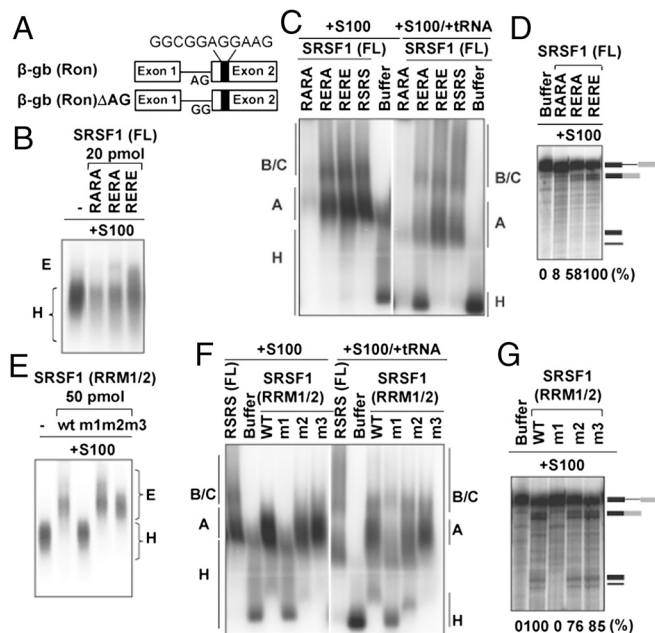 A
GGCGGAGGAAG
β-gb (Ron)
Exon 1
AG
Exon 2
β-gb (Ron)ΔAG
Exon 1
GG
Exon 2
B
SRSF1 (FL)
20 pmol
- RARA RERA RERE
+S100
E
H
C
+S100 +S100/+tRNA
SRSF1 (FL) SRSF1 (FL)
RARA RERA RERE RSRS Buffer RARA RERA RERE RSRS Buffer
B/C
A
H
B/C
A
H
D
SRSF1 (FL)
Buffer RARA RERA RERE
+S100
0 8 58100 (%)
E
SRSF1 (RRM1/2)
50 pmol
- wt m1m2m3
+S100
E
H
F
+S100 +S100/+tRNA
SRSF1 SRSF1
(RRM1/2) (RRM1/2)
RSRS (FL) Buffer WT m1 m2 m3 RSRS (FL) Buffer WT m1 m2 m3
B/C
A
H
B/C
A
H
G
SRSF1
(RRM1/2)
Buffer WT m1 m2 m3
+S100
0100 0 76 85 (%)